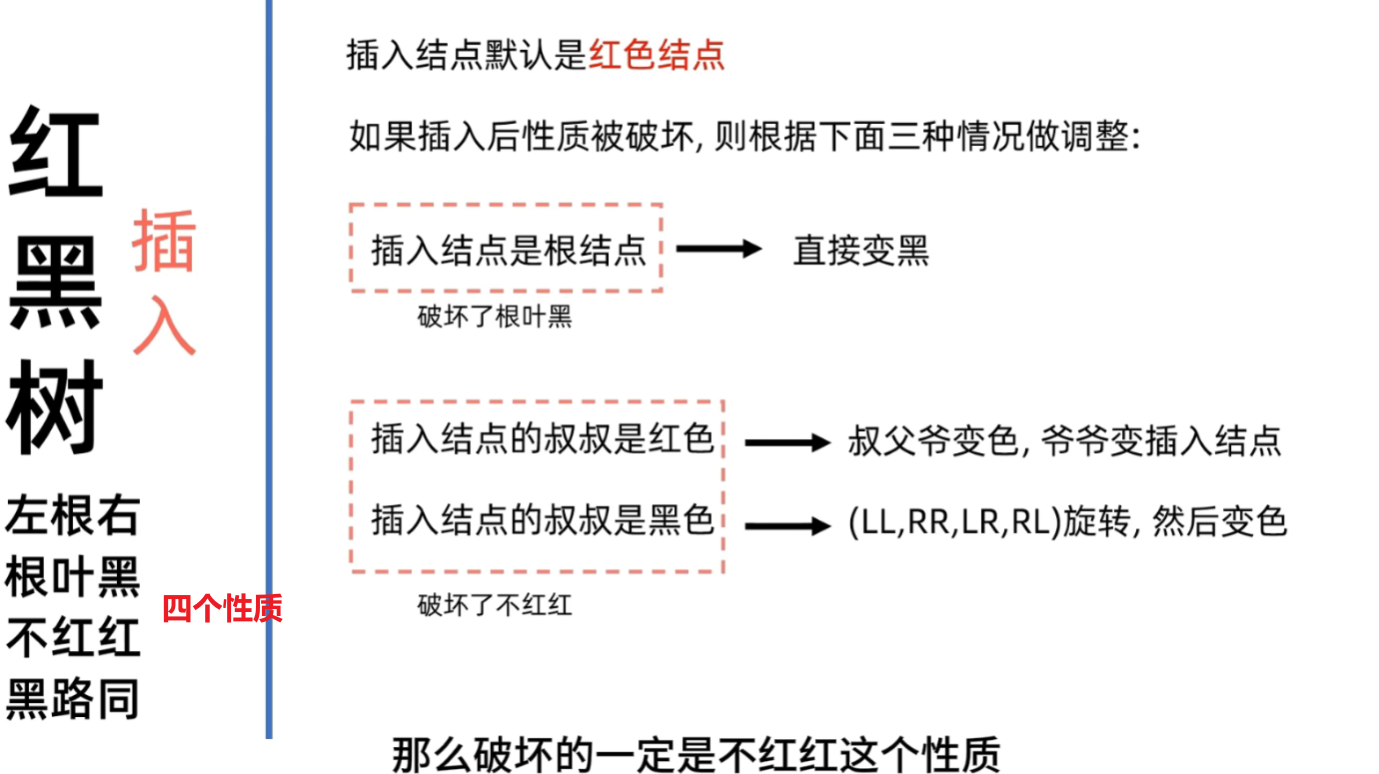 红黑树
插入
左根右
根叶黑
不红红
黑路同
四个性质
插入结点默认是红色结点
如果插入后性质被破坏, 则根据下面三种情况做调整:
插入结点是根结点
直接变黑
破坏了根叶黑
插入结点的叔叔是红色
叔父爷变色, 爷爷变插入结点
插入结点的叔叔是黑色
(LL,RR,LR,RL)旋转, 然后变色
破坏了不红红
那么破坏的一定是不红红这个性质